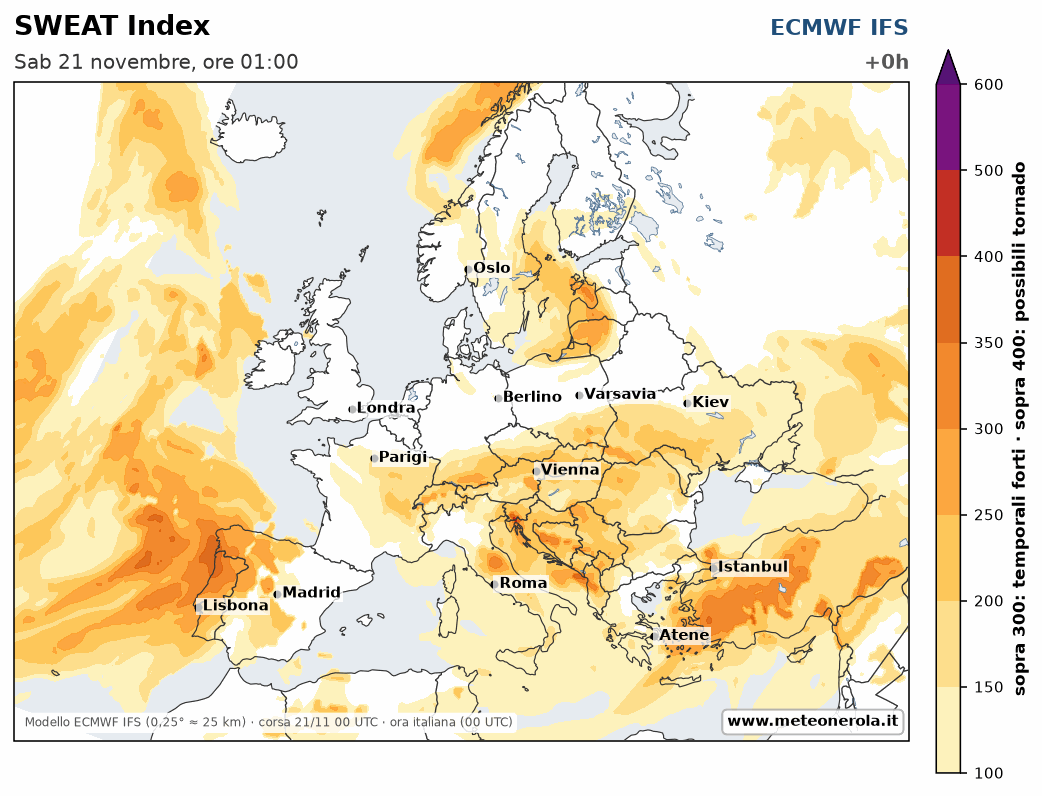 SWEAT Index
ECMWF IFS
Sab 21 novembre, ore 01:00
+0h
Oslo
Londra
Berlino
Varsavia
Kiev
Parigi
Vienna
Istanbul
Roma
Madrid
Lisbona
Atene
Modello ECMWF IFS (0,25° ≈ 25 km) · corsa 21/11 00 UTC · ora italiana (00 UTC)
www.meteonerola.it
600
500
400
350
300
250
200
150
100
sopra 300: temporali forti · sopra 400: possibili tornado